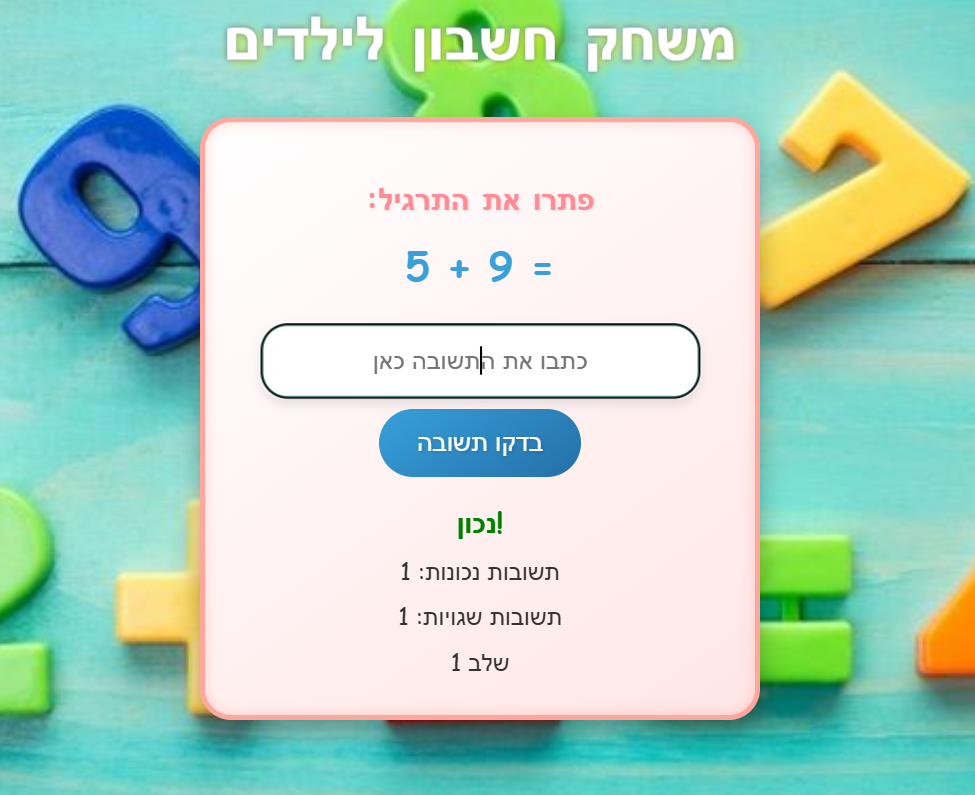 משחק חשבון לילדים
פתרו את התרגיל:
5 + 9 =
כתבו את התשובה כאן
בדקו תשובה
!נכון
תשובות נכונות: 1
תשובות שגויות: 1
שלב 1